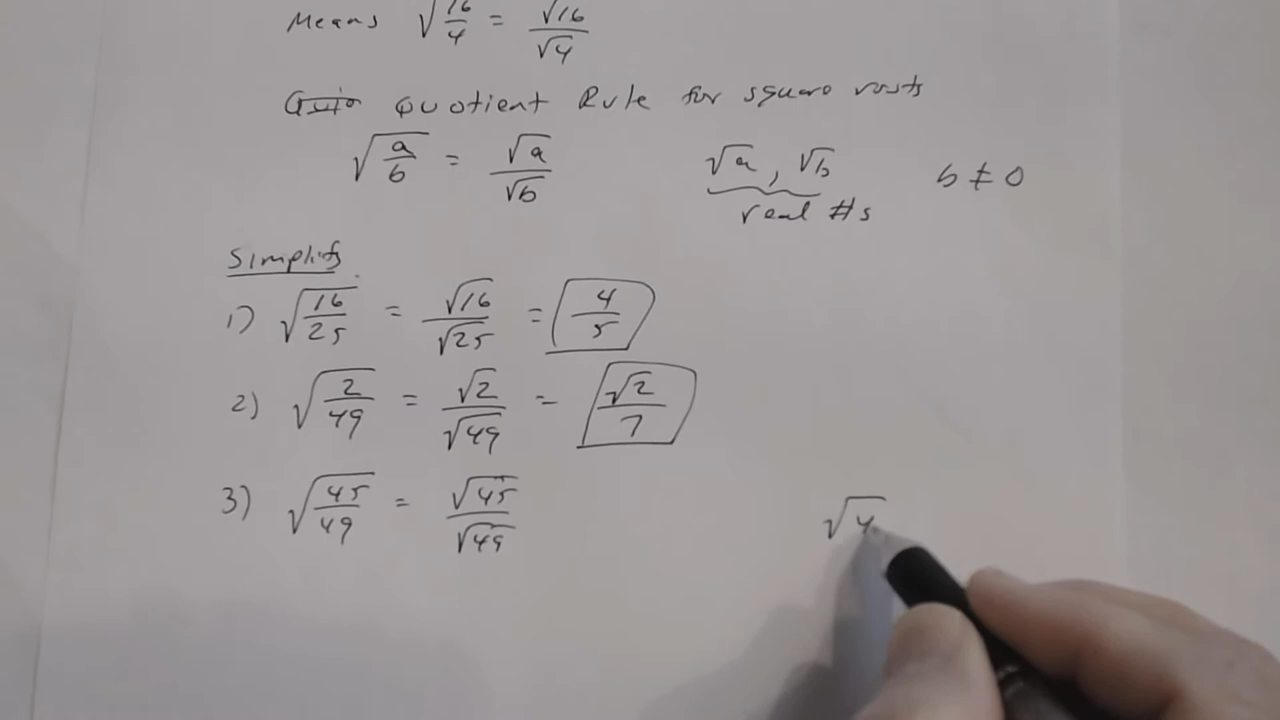 Means √16/4 = √16/√4
Quo Quotient Rule for square roots
√a/b = √a/√b √a, √b b ≠ 0
real #s
Simplify
1) √16/25 = √16/√25 = 4/5
2) √2/49 = √2/√49 = √2/7
3) √45/49 = √45/√49 √4